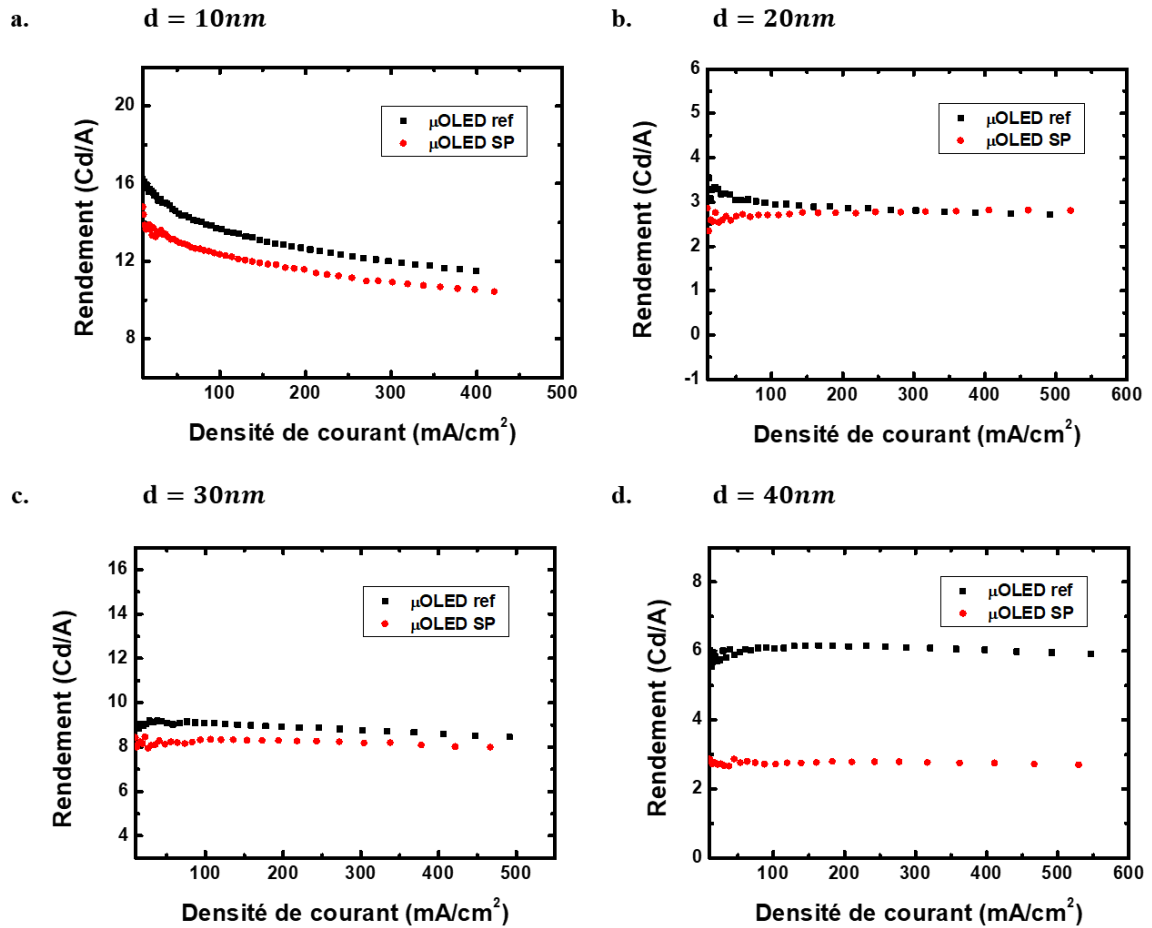 a. d = 10nm
20
16
12
8
100 200 300 400 500
Rendement (Cd/A)
Densité de courant (mA/cm²)
µOLED ref
µOLED SP
b. d = 20nm
6
5
4
3
2
1
0
-1
100 200 300 400 500 600
Rendement (Cd/A)
Densité de courant (mA/cm²)
µOLED ref
µOLED SP
c. d = 30nm
16
14
12
10
8
6
4
100 200 300 400 500
Rendement (Cd/A)
Densité de courant (mA/cm²)
µOLED ref
µOLED SP
d. d = 40nm
8
6
4
2
0
100 200 300 400 500 600
Rendement (Cd/A)
Densité de courant (mA/cm²)
µOLED ref
µOLED SP